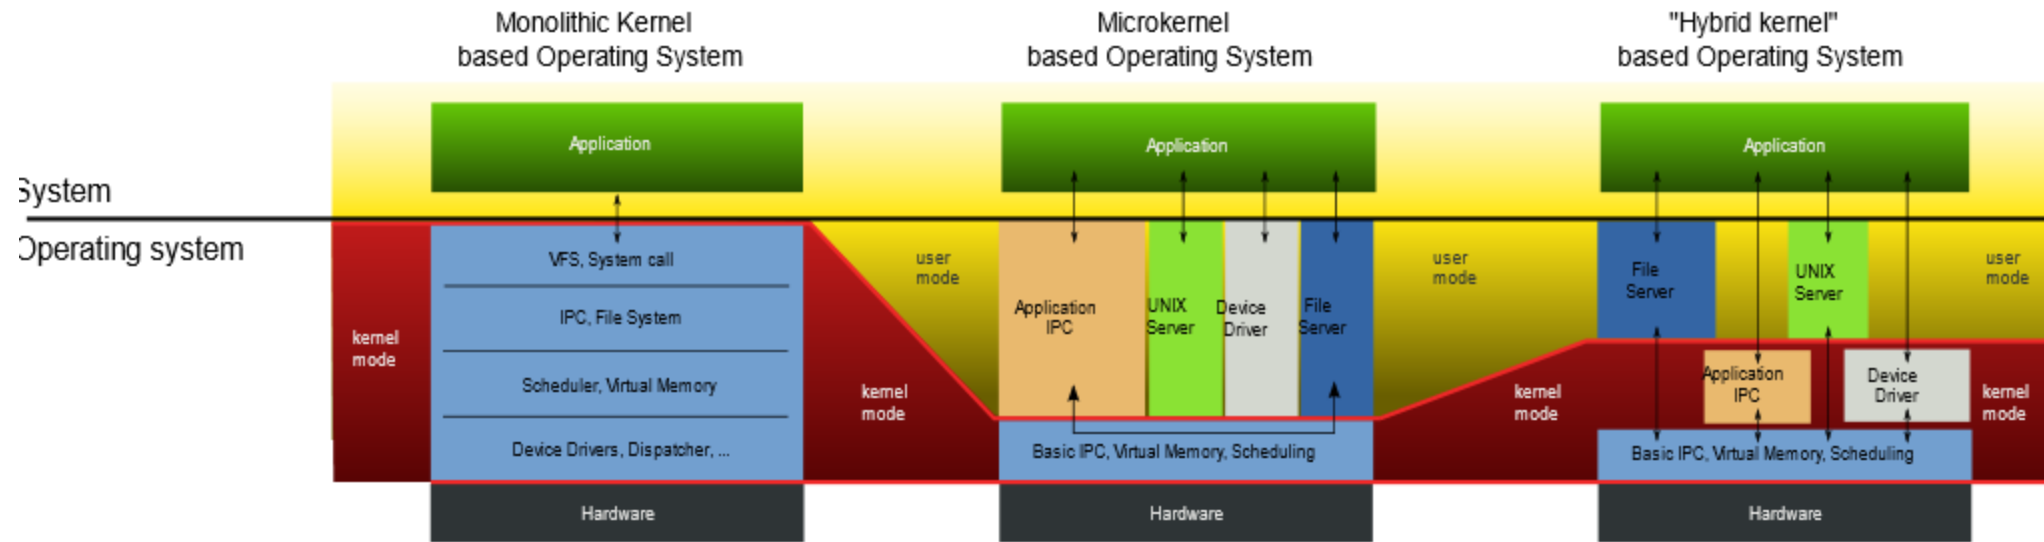 Monolithic Kernel
based Operating System
Microkernel
based Operating System
"Hybrid kernel"
based Operating System
Application
Application
Application
System
Operating system
VFS, System call
IPC, File System
Scheduler, Virtual Memory
Device Drivers, Dispatcher, ...
Hardware
kernel
mode
user
mode
kernel
mode
Application
IPC
UNIX
Server
Device
Driver
File
Server
Basic IPC, Virtual Memory, Scheduling
Hardware
user
mode
kernel
mode
File
Server
UNIX
Server
Application
IPC
Device
Driver
Basic IPC, Virtual Memory, Scheduling
Hardware
user
mode
kernel
mode